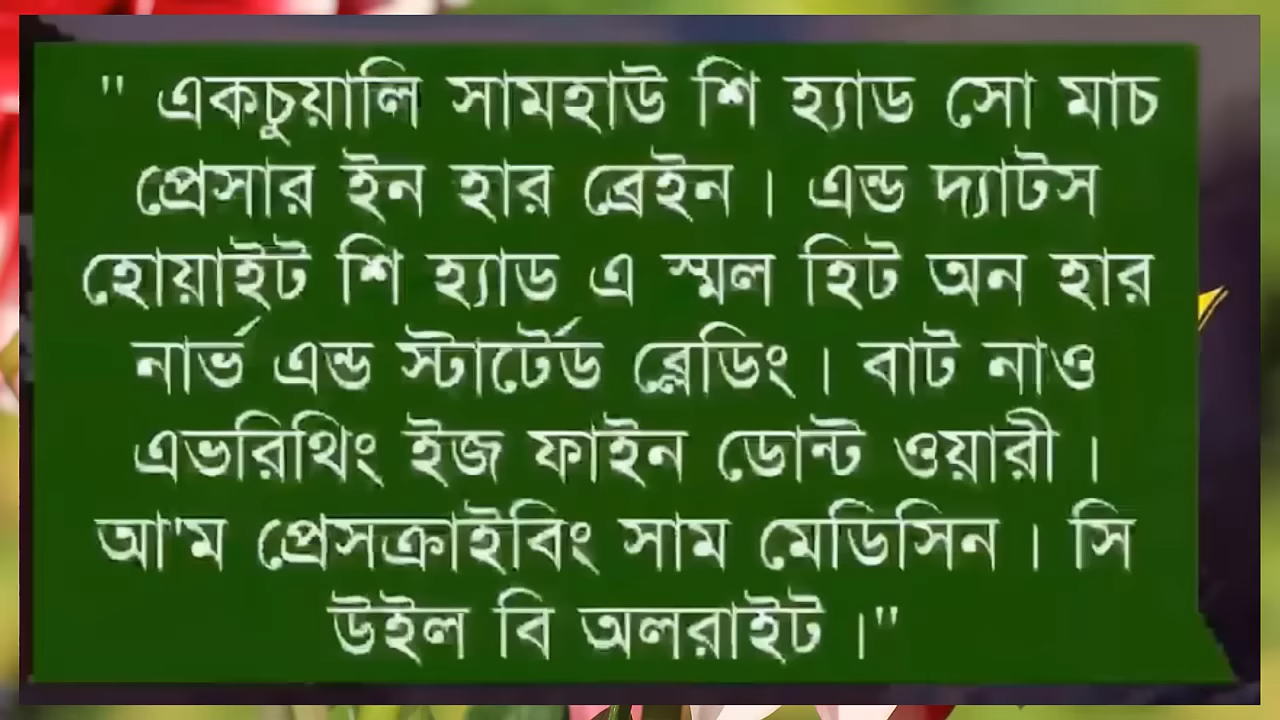 " একচুয়ালি সামহাউ শি হ্যাড সো মাচ
প্রেসার ইন হার ব্রেইন । এন্ড দ্যাটস
হোয়াইট শি হ্যাড এ স্মল হিট অন হার
নার্ভ এন্ড স্টার্টেড ব্লেডিং । বাট নাও
এভরিথিং ইজ ফাইন ডোন্ট ওয়ারী ।
আ'ম প্রেসক্রাইবিং সাম মেডিসিন । সি
উইল বি অলরাইট ।"